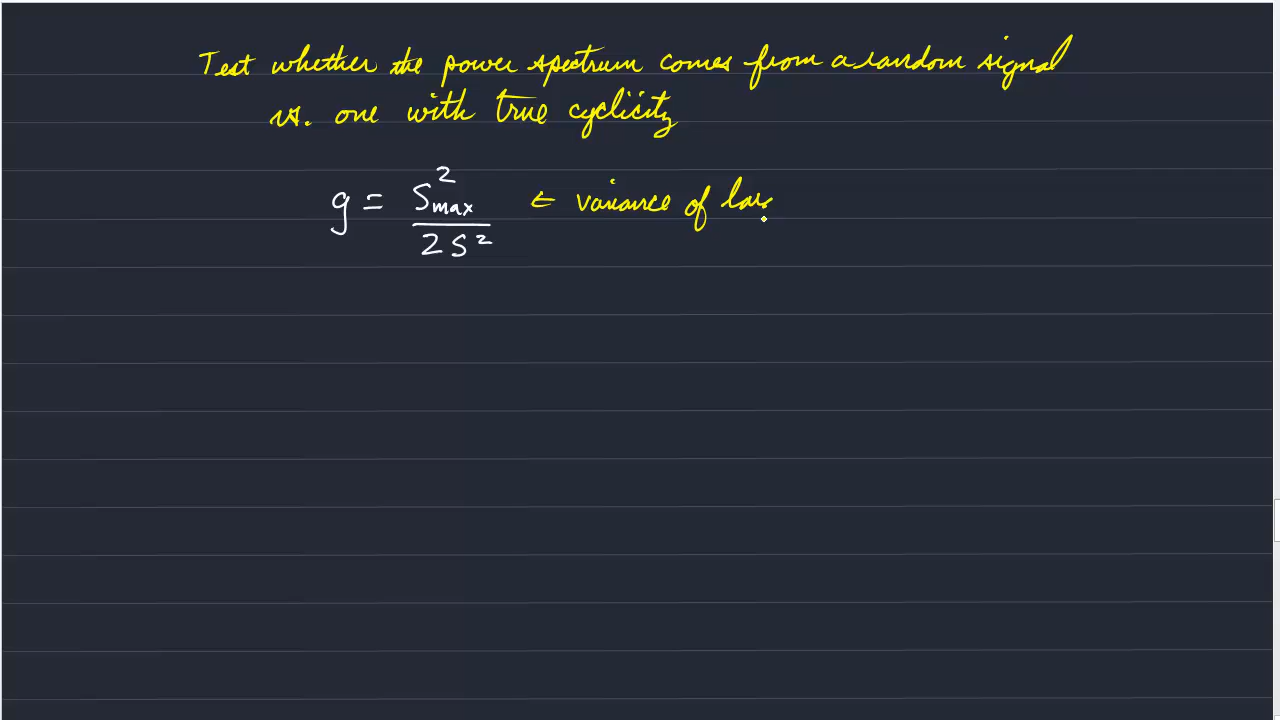 Test whether the power spectrum comes from a random signal
vs. one with true cyclicity
g = S²max / 2S² ← variance of